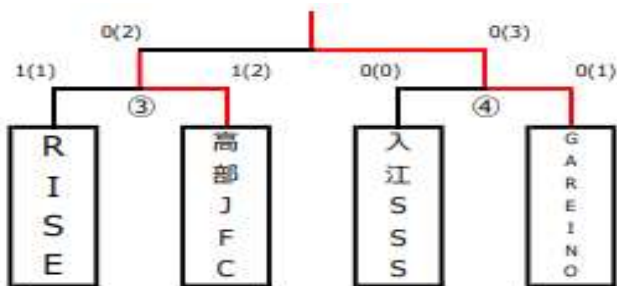 0(2) 0(3)
1(1) 1(2) 0(0) 0(1)
③ ④
RISE
高部JFC
入江SSS
GAREINO